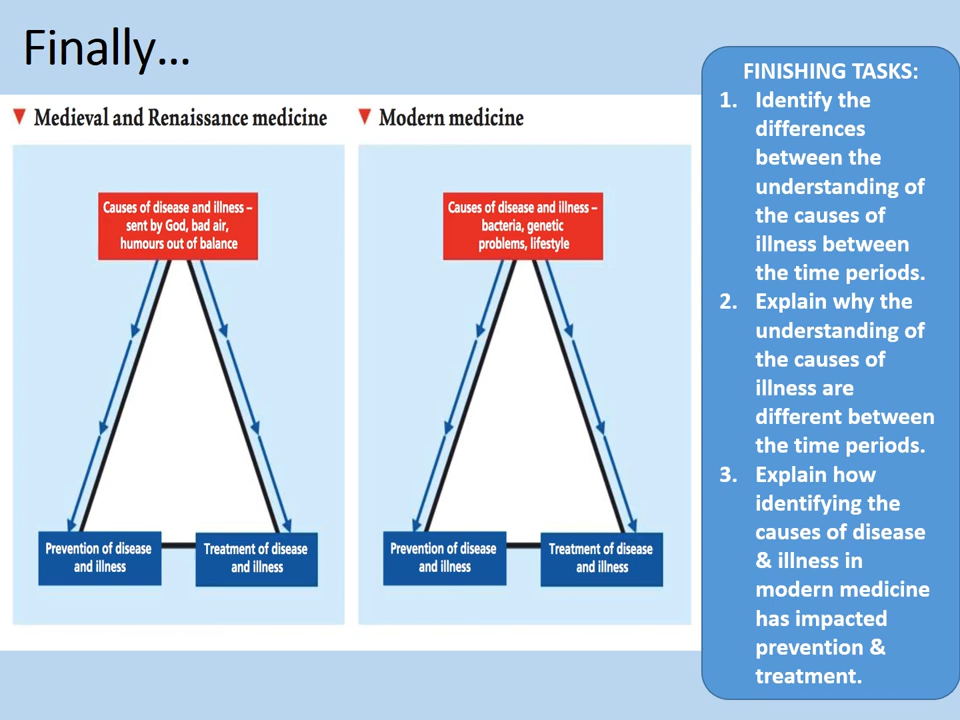 Finally…
Medieval and Renaissance medicine
Causes of disease and illness –
sent by God, bad air,
humours out of balance
Prevention of disease
and illness
Treatment of disease
and illness
Modern medicine
Causes of disease and illness –
bacteria, genetic
problems, lifestyle
Prevention of disease
and illness
Treatment of disease
and illness
FINISHING TASKS:
1. Identify the
differences
between the
understanding of
the causes of
illness between
the time periods.
2. Explain why the
understanding of
the causes of
illness are
different between
the time periods.
3. Explain how
identifying the
causes of disease
& illness in
modern medicine
has impacted
prevention &
treatment.